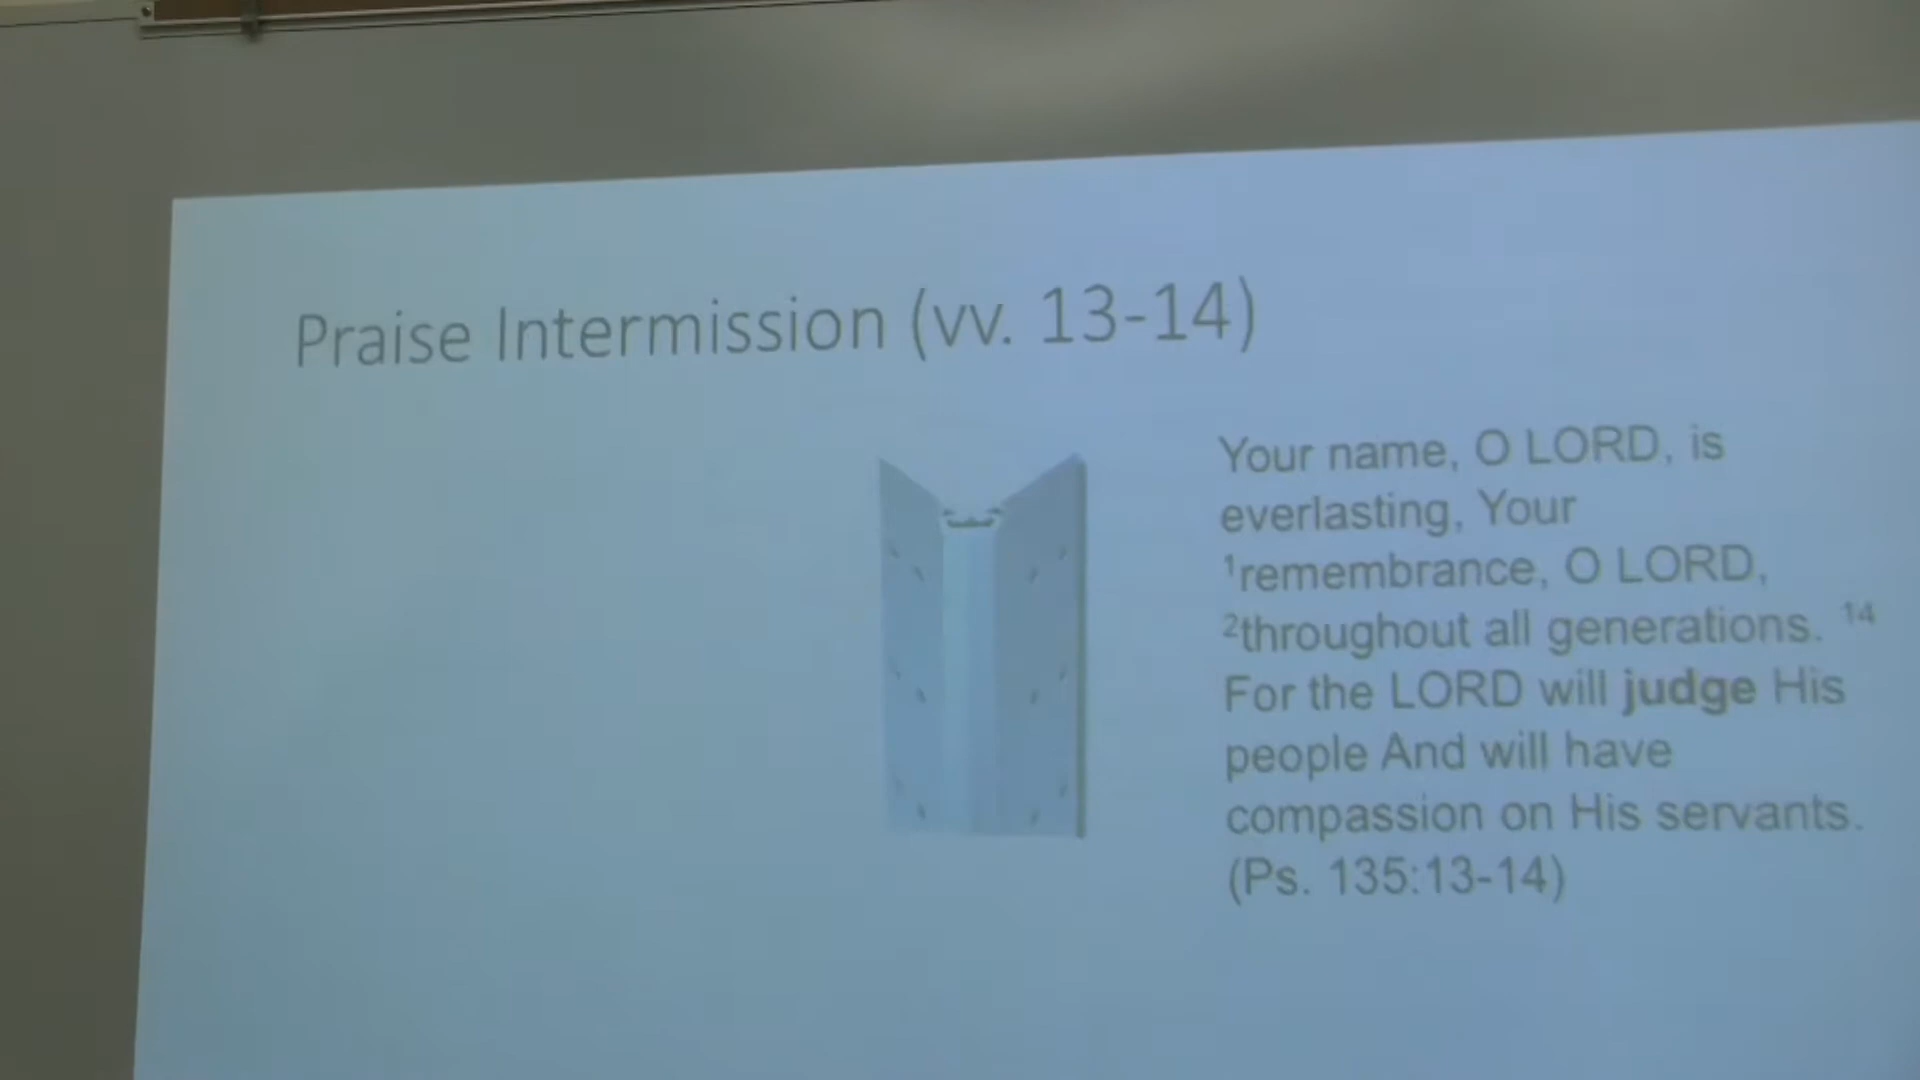 Praise Intermission (vv. 13-14)
Your name, O LORD, is
everlasting, Your
¹remembrance, O LORD,
²throughout all generations. ¹⁴
For the LORD will judge His
people And will have
compassion on His servants.
(Ps. 135:13-14)